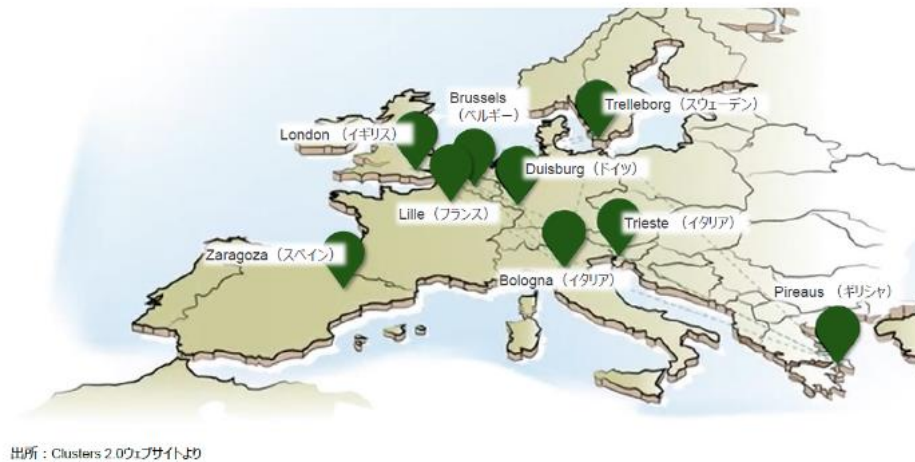 Brussels
（ベルギー）
Trelleborg（スウェーデン）
London （イギリス）
Duisburg（ドイツ）
Lille（フランス）
Trieste（イタリア）
Zaragoza（スペイン）
Bologna（イタリア）
Pireaus （ギリシャ）
出所：Clusters 2.0ウェブサイトより